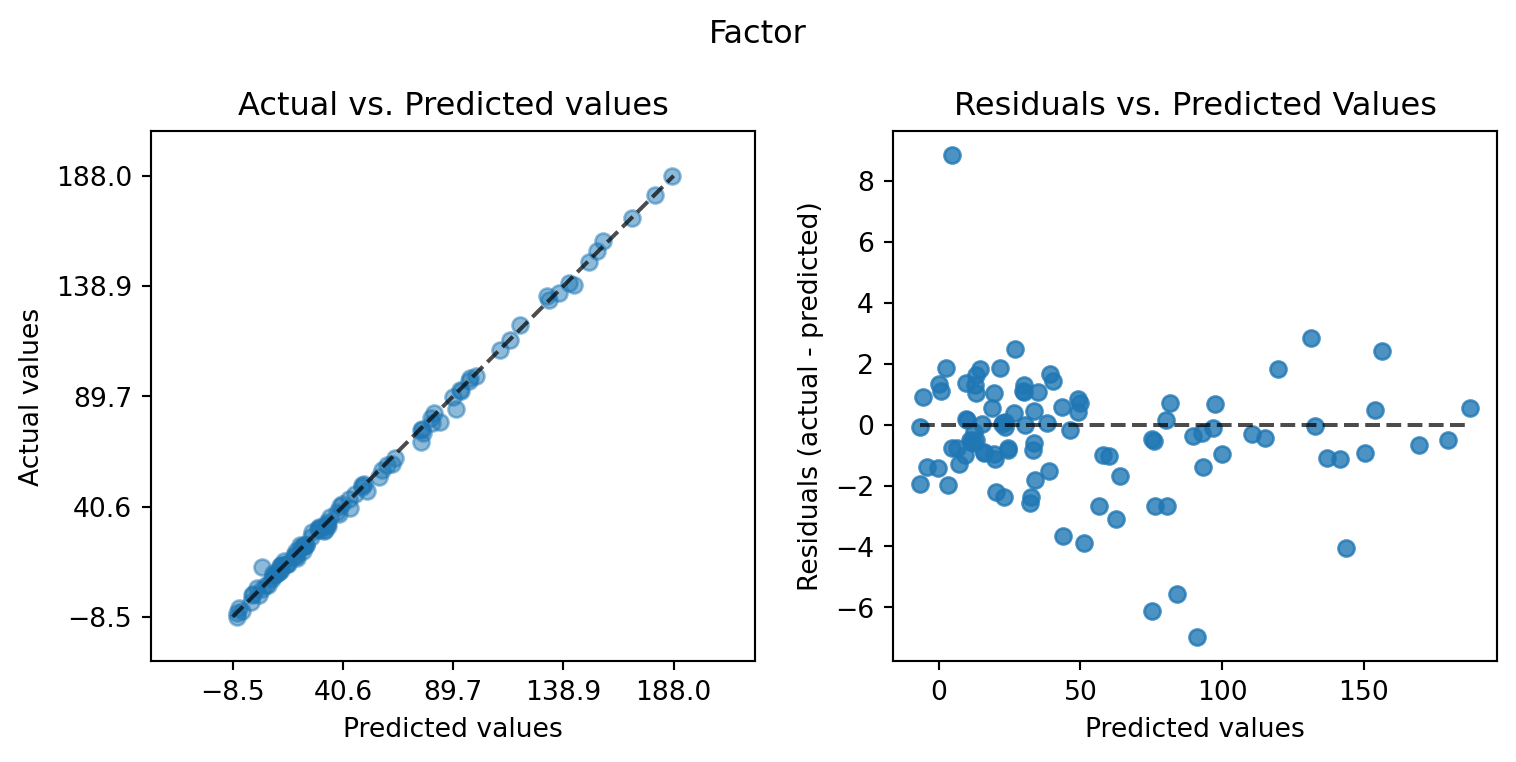 Factor
Actual vs. Predicted values
Actual values
188.0
138.9
89.7
40.6
−8.5
−8.5 40.6 89.7 138.9 188.0
Predicted values
Residuals vs. Predicted Values
Residuals (actual - predicted)
8
6
4
2
0
−2
−4
−6
0 50 100 150
Predicted values